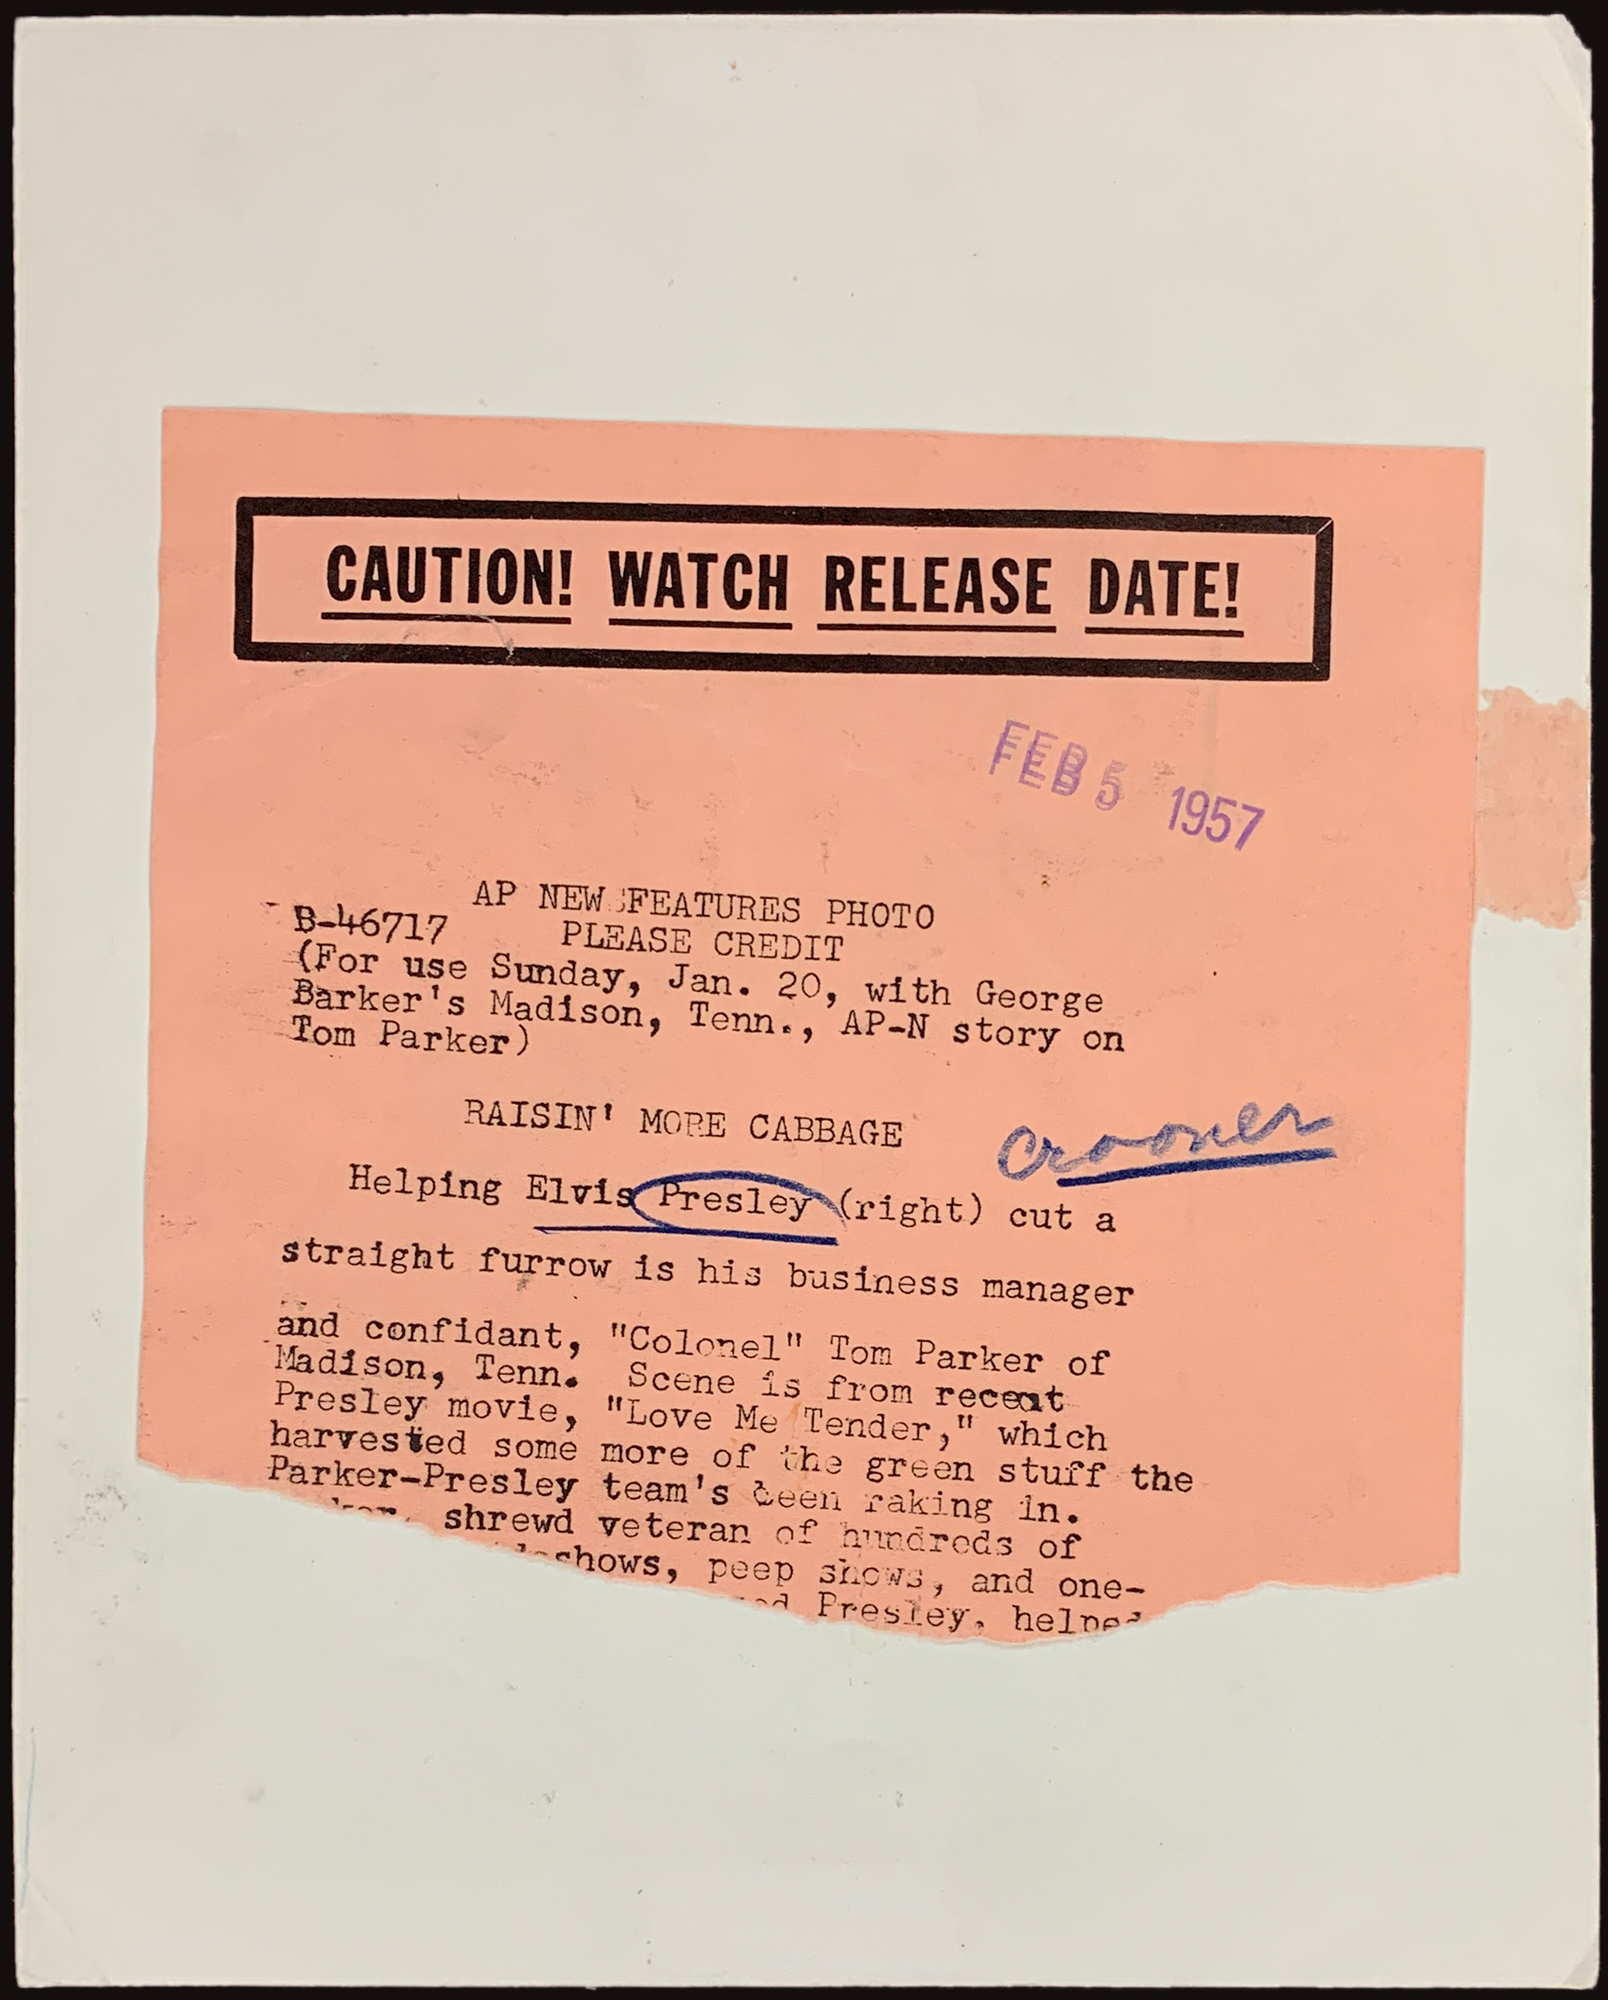 CAUTION! WATCH RELEASE DATE!
FEB 5 1957
AP NEWSFEATURES PHOTO
B-46717 PLEASE CREDIT
(For use Sunday, Jan. 20, with George
Barker's Madison, Tenn., AP-N story on
Tom Parker)
RAISIN' MORE CABBAGE
crooner
Helping Elvis Presley (right) cut a
straight furrow is his business manager
and confidant, "Colonel" Tom Parker of
Madison, Tenn. Scene is from recent
Presley movie, "Love Me Tender," which
harvested some more of the green stuff the
Parker-Presley team's been raking in.
shrewd veteran of hundreds of
shows, peep shows, and one-
Presley, helped